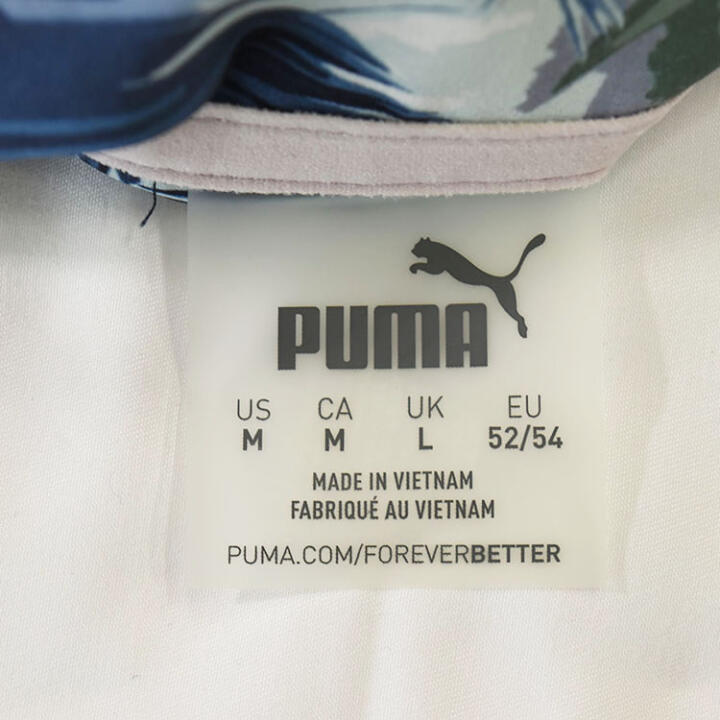 PUMA
US CA UK EU
M M L 52/54
MADE IN VIETNAM
FABRIQUÉ AU VIETNAM
PUMA.COM/FOREVERBETTER